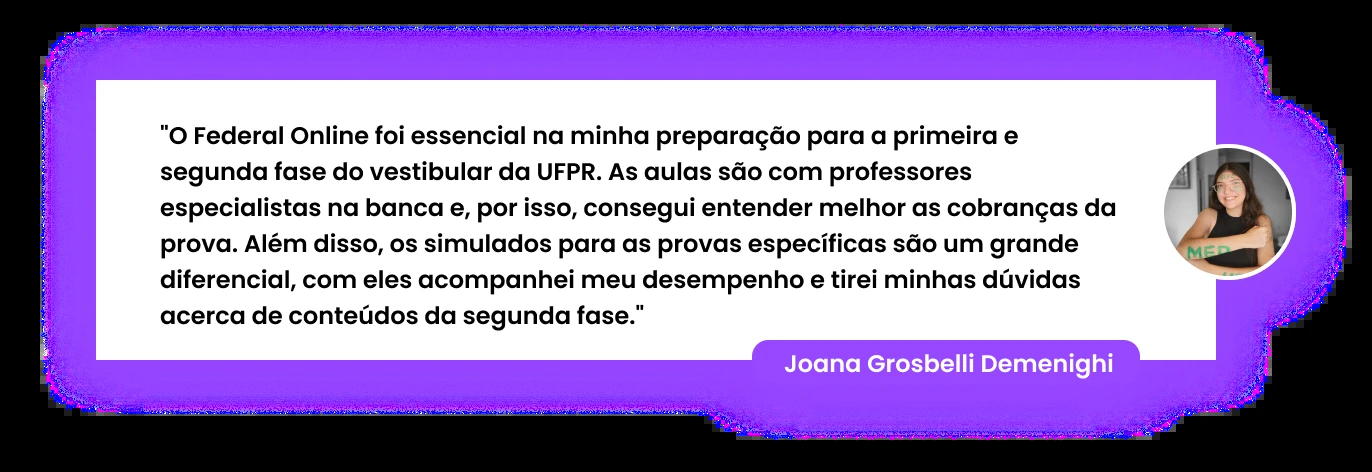 "O Federal Online foi essencial na minha preparação para a primeira e
segunda fase do vestibular da UFPR. As aulas são com professores
especialistas na banca e, por isso, consegui entender melhor as cobranças da
prova. Além disso, os simulados para as provas específicas são um grande
diferencial, com eles acompanhei meu desempenho e tirei minhas dúvidas
acerca de conteúdos da segunda fase."
MED
Joana Grosbelli Demenighi